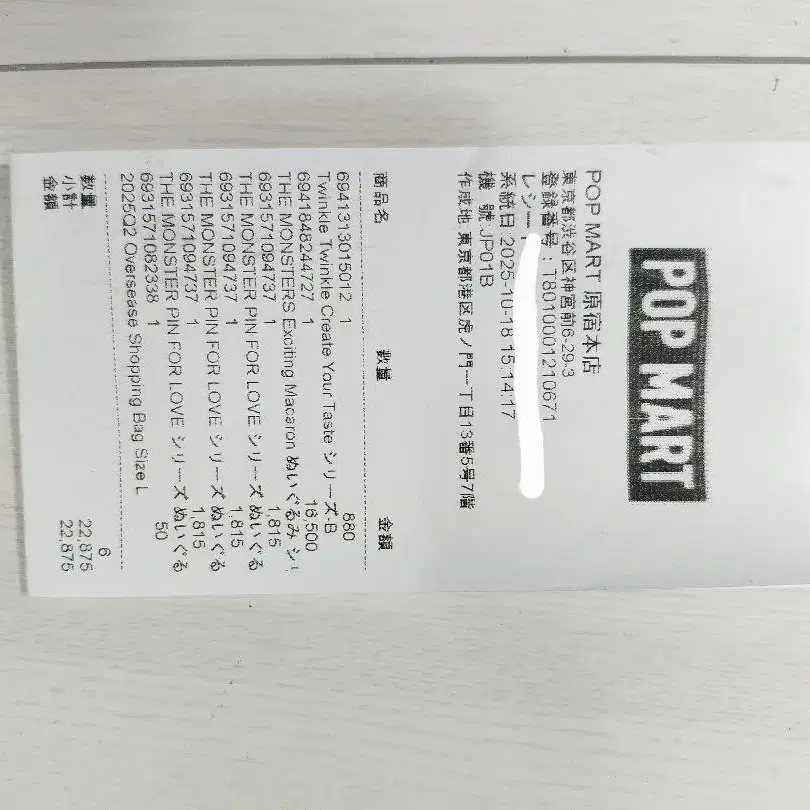 POP MART
POP MART 原宿本店
東京都渋谷区神宮前6-29-3
登録番号：T8010001210671
レシー
系統日 2025-10-18 15:14:17
機 號 JP01B
作成地:東京都港区虎ノ門一丁目13番5号7階
商品名 数量 金額
6941313015012 1 880
Twinkle Twinkle Create Your Taste シリーズ-B
6941848244727 1 16,500
THE MONSTERS Exciting Macaron ぬいぐるみ シリ
6931571094737 1 1,815
THE MONSTER PIN FOR LOVE シリーズ ぬいぐる
6931571094737 1 1,815
THE MONSTER PIN FOR LOVE シリーズ ぬいぐる
6931571094737 1 1,815
THE MONSTER PIN FOR LOVE シリーズ ぬいぐる
6931571082338 1 50
2025Q2 Oversease Shopping Bag Size L
数量 6
小計 22,875
金額 22,875